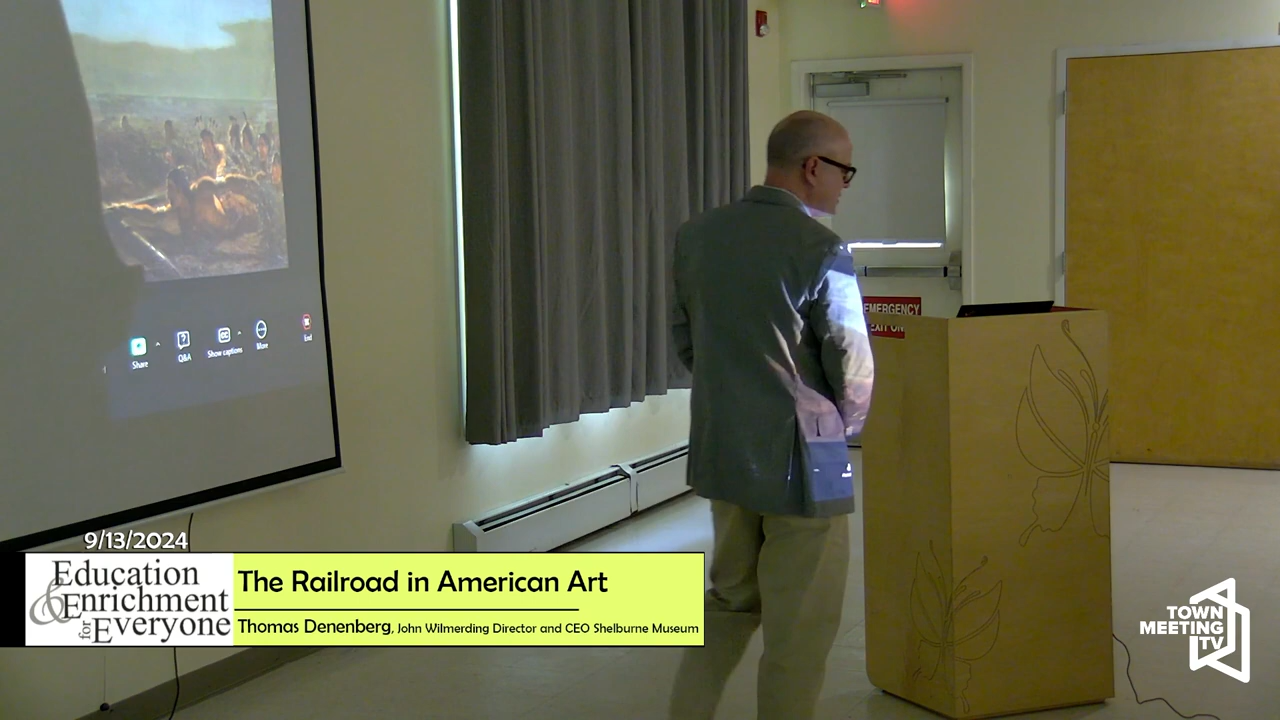 EMERGENCY
EXIT ON
Share
Q&A
Show captions
More
End
9/13/2024
Education
& Enrichment
for Everyone
The Railroad in American Art
Thomas Denenberg, John Wilmerding Director and CEO Shelburne Museum
TOWN
MEETING
TV